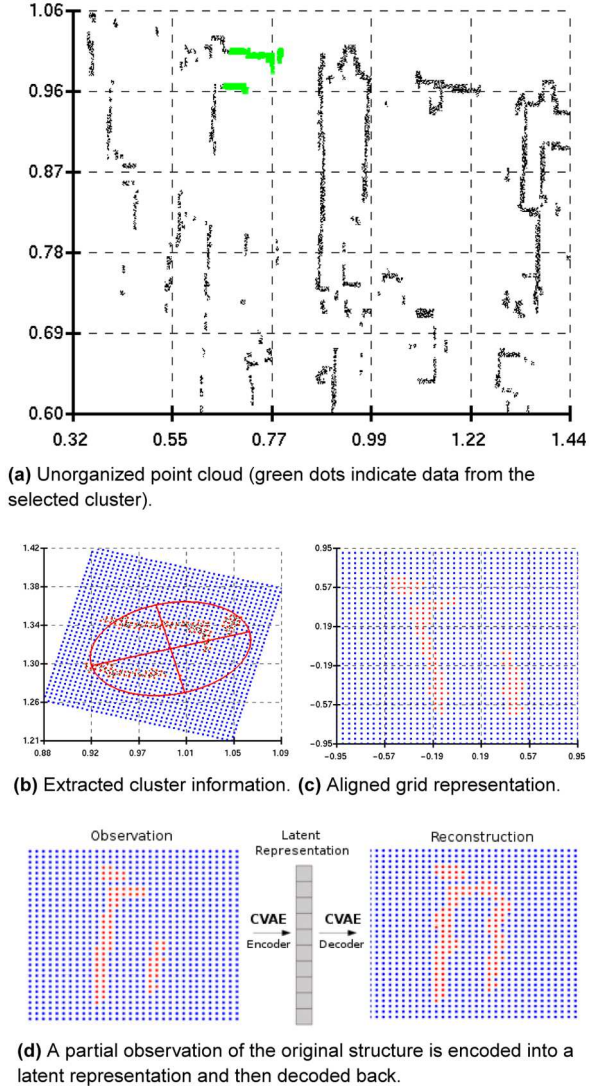 1.06
0.96
0.87
0.78
0.69
0.60
0.32 0.55 0.77 0.99 1.22 1.44
(a) Unorganized point cloud (green dots indicate data from the
selected cluster).
1.42
1.38
1.34
1.30
1.26
1.21
0.88 0.92 0.97 1.01 1.05 1.09
0.95
0.57
0.19
−0.19
−0.57
−0.95
−0.95 −0.57 −0.19 0.19 0.57 0.95
(b) Extracted cluster information. (c) Aligned grid representation.
Observation
Latent
Representation
Reconstruction
CVAE
Encoder
CVAE
Decoder
(d) A partial observation of the original structure is encoded into a
latent representation and then decoded back.